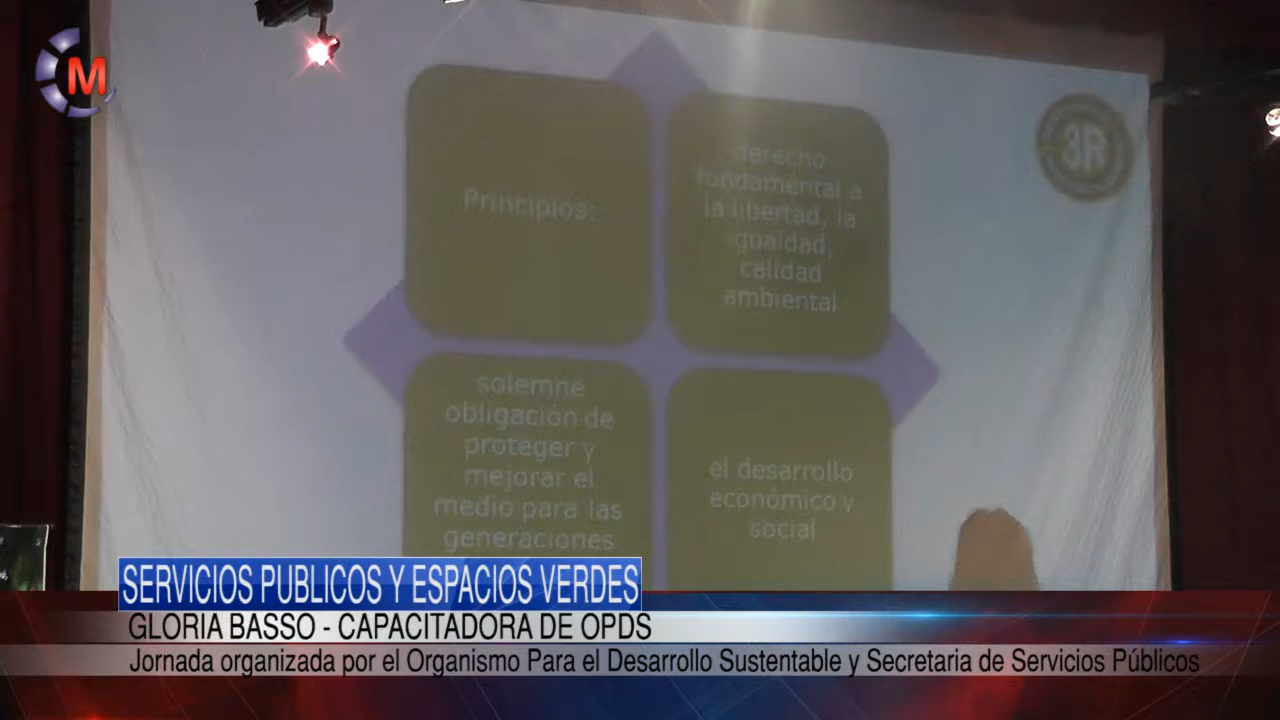 M
3R
Principios:
derecho
fundamental a
la libertad, la
gualdad,
calidad
ambiental
solemne
obligación de
proteger y
mejorar el
medio para las
generaciones
el desarrollo
económico y
social
SERVICIOS PUBLICOS Y ESPACIOS VERDES
GLORIA BASSO - CAPACITADORA DE OPDS
Jornada organizada por el Organismo Para el Desarrollo Sustentable y Secretaria de Servicios Públicos